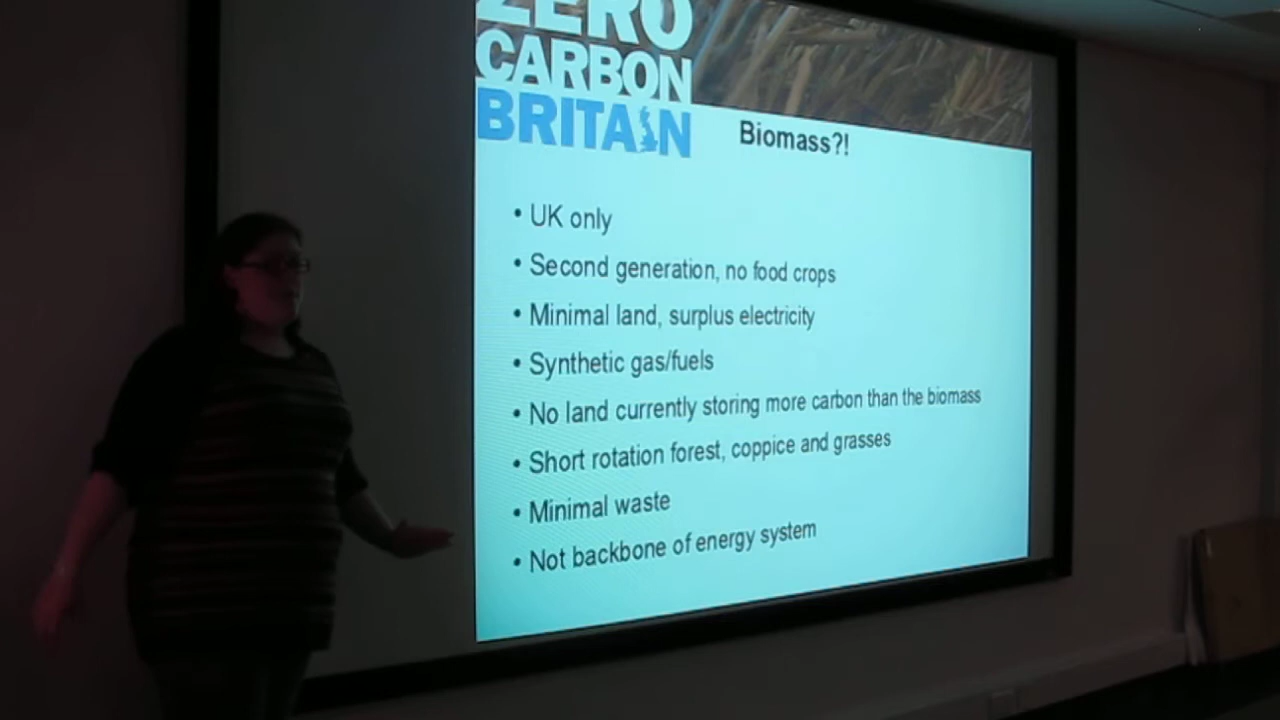 ZERO
CARBON
BRITAIN
Biomass?!
• UK only
• Second generation, no food crops
• Minimal land, surplus electricity
• Synthetic gas/fuels
• No land currently storing more carbon than the biomass
• Short rotation forest, coppice and grasses
• Minimal waste
• Not backbone of energy system